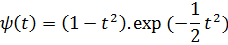 ψ(t) = (1 − t²).exp (−½t²)